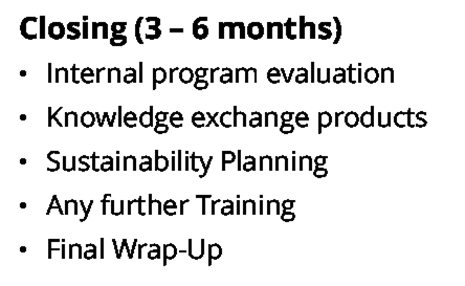 Closing (3 – 6 months)
• Internal program evaluation
• Knowledge exchange products
• Sustainability Planning
• Any further Training
• Final Wrap-Up